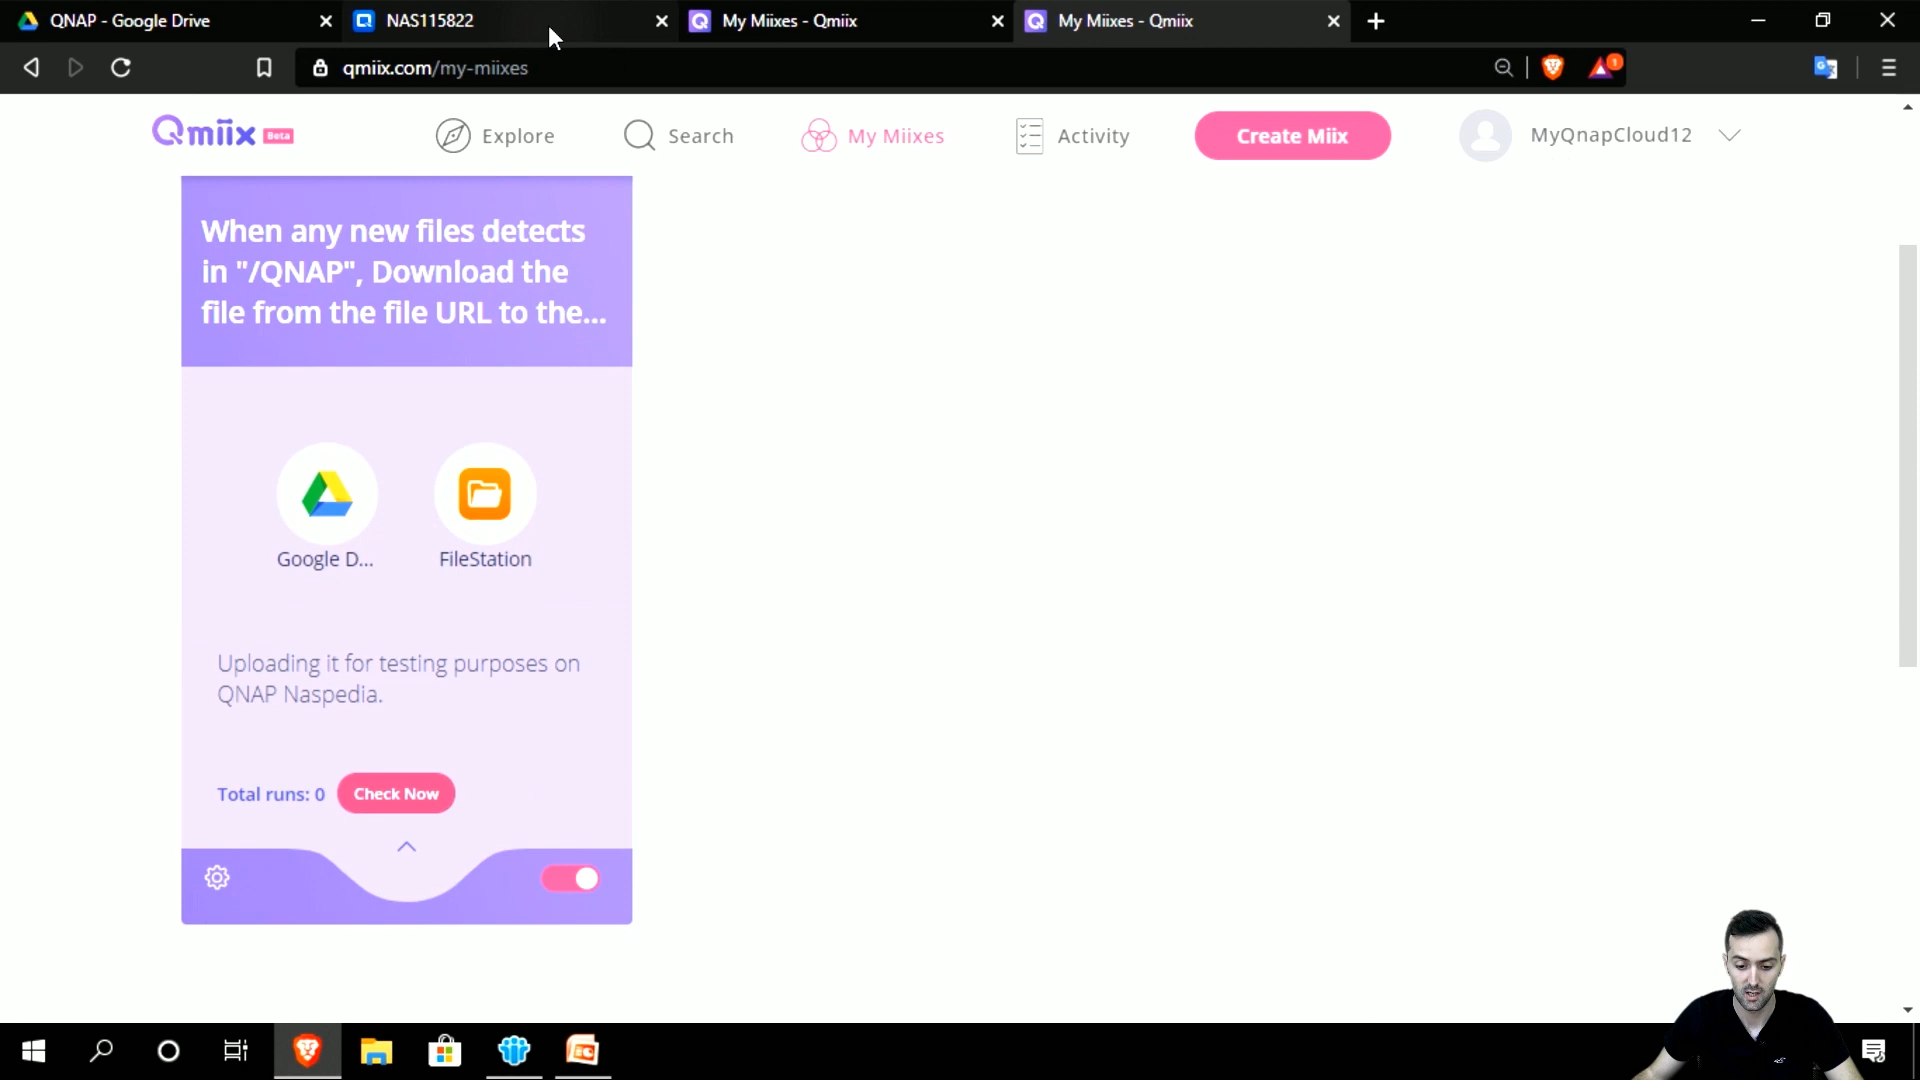 QNAP - Google Drive
NAS115822
My Miixes - Qmiix
My Miixes - Qmiix
qmiix.com/my-miixes
1
Qmiix Beta
Explore
Search
My Miixes
Activity
Create Miix
MyQnapCloud12
When any new files detects
in "/QNAP", Download the
file from the file URL to the...
Google D...
FileStation
Uploading it for testing purposes on
QNAP Naspedia.
Total runs: 0
Check Now